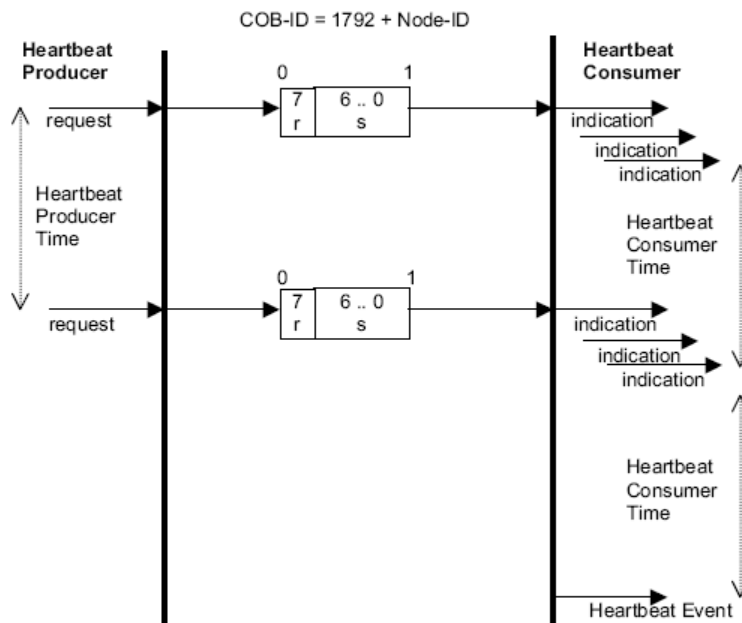 COB-ID = 1792 + Node-ID
Heartbeat
Producer
Heartbeat
Consumer
0 1
7 6 .. 0
r s
request
indication
indication
indication
Heartbeat
Producer
Time
Heartbeat
Consumer
Time
0 1
7 6 .. 0
r s
request
indication
indication
indication
Heartbeat
Consumer
Time
Heartbeat Event